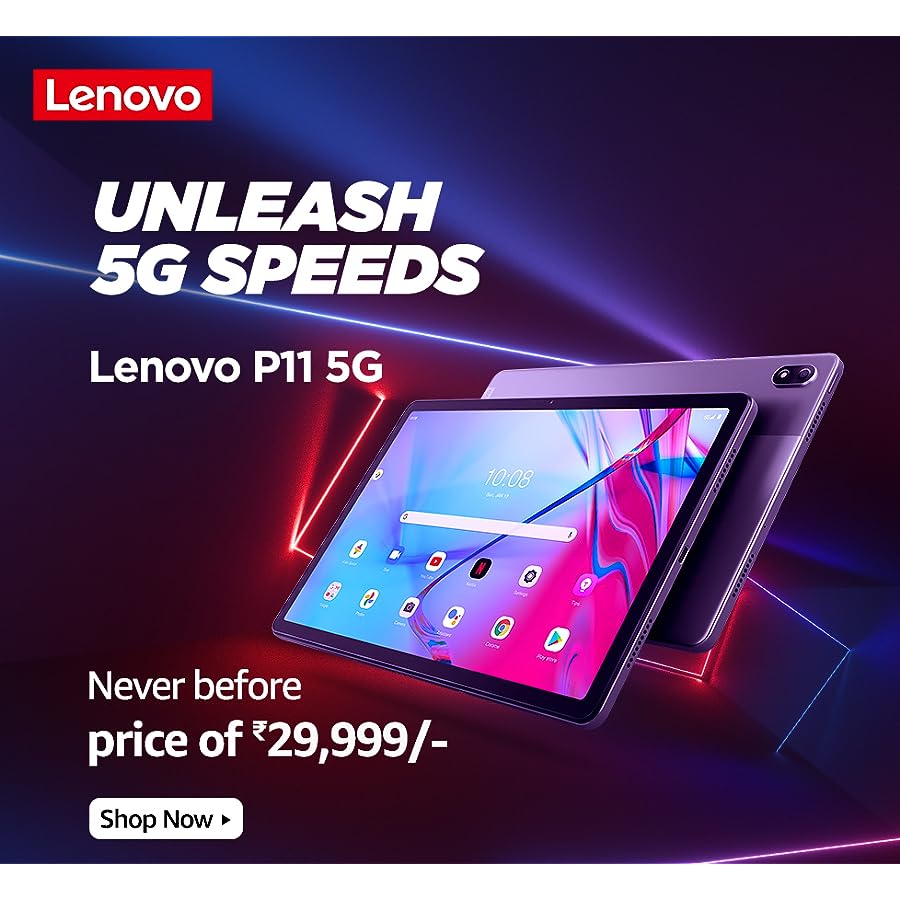 Lenovo
UNLEASH
5G SPEEDS
Lenovo P11 5G
10:08
Never before
price of ₹29,999/-
Shop Now